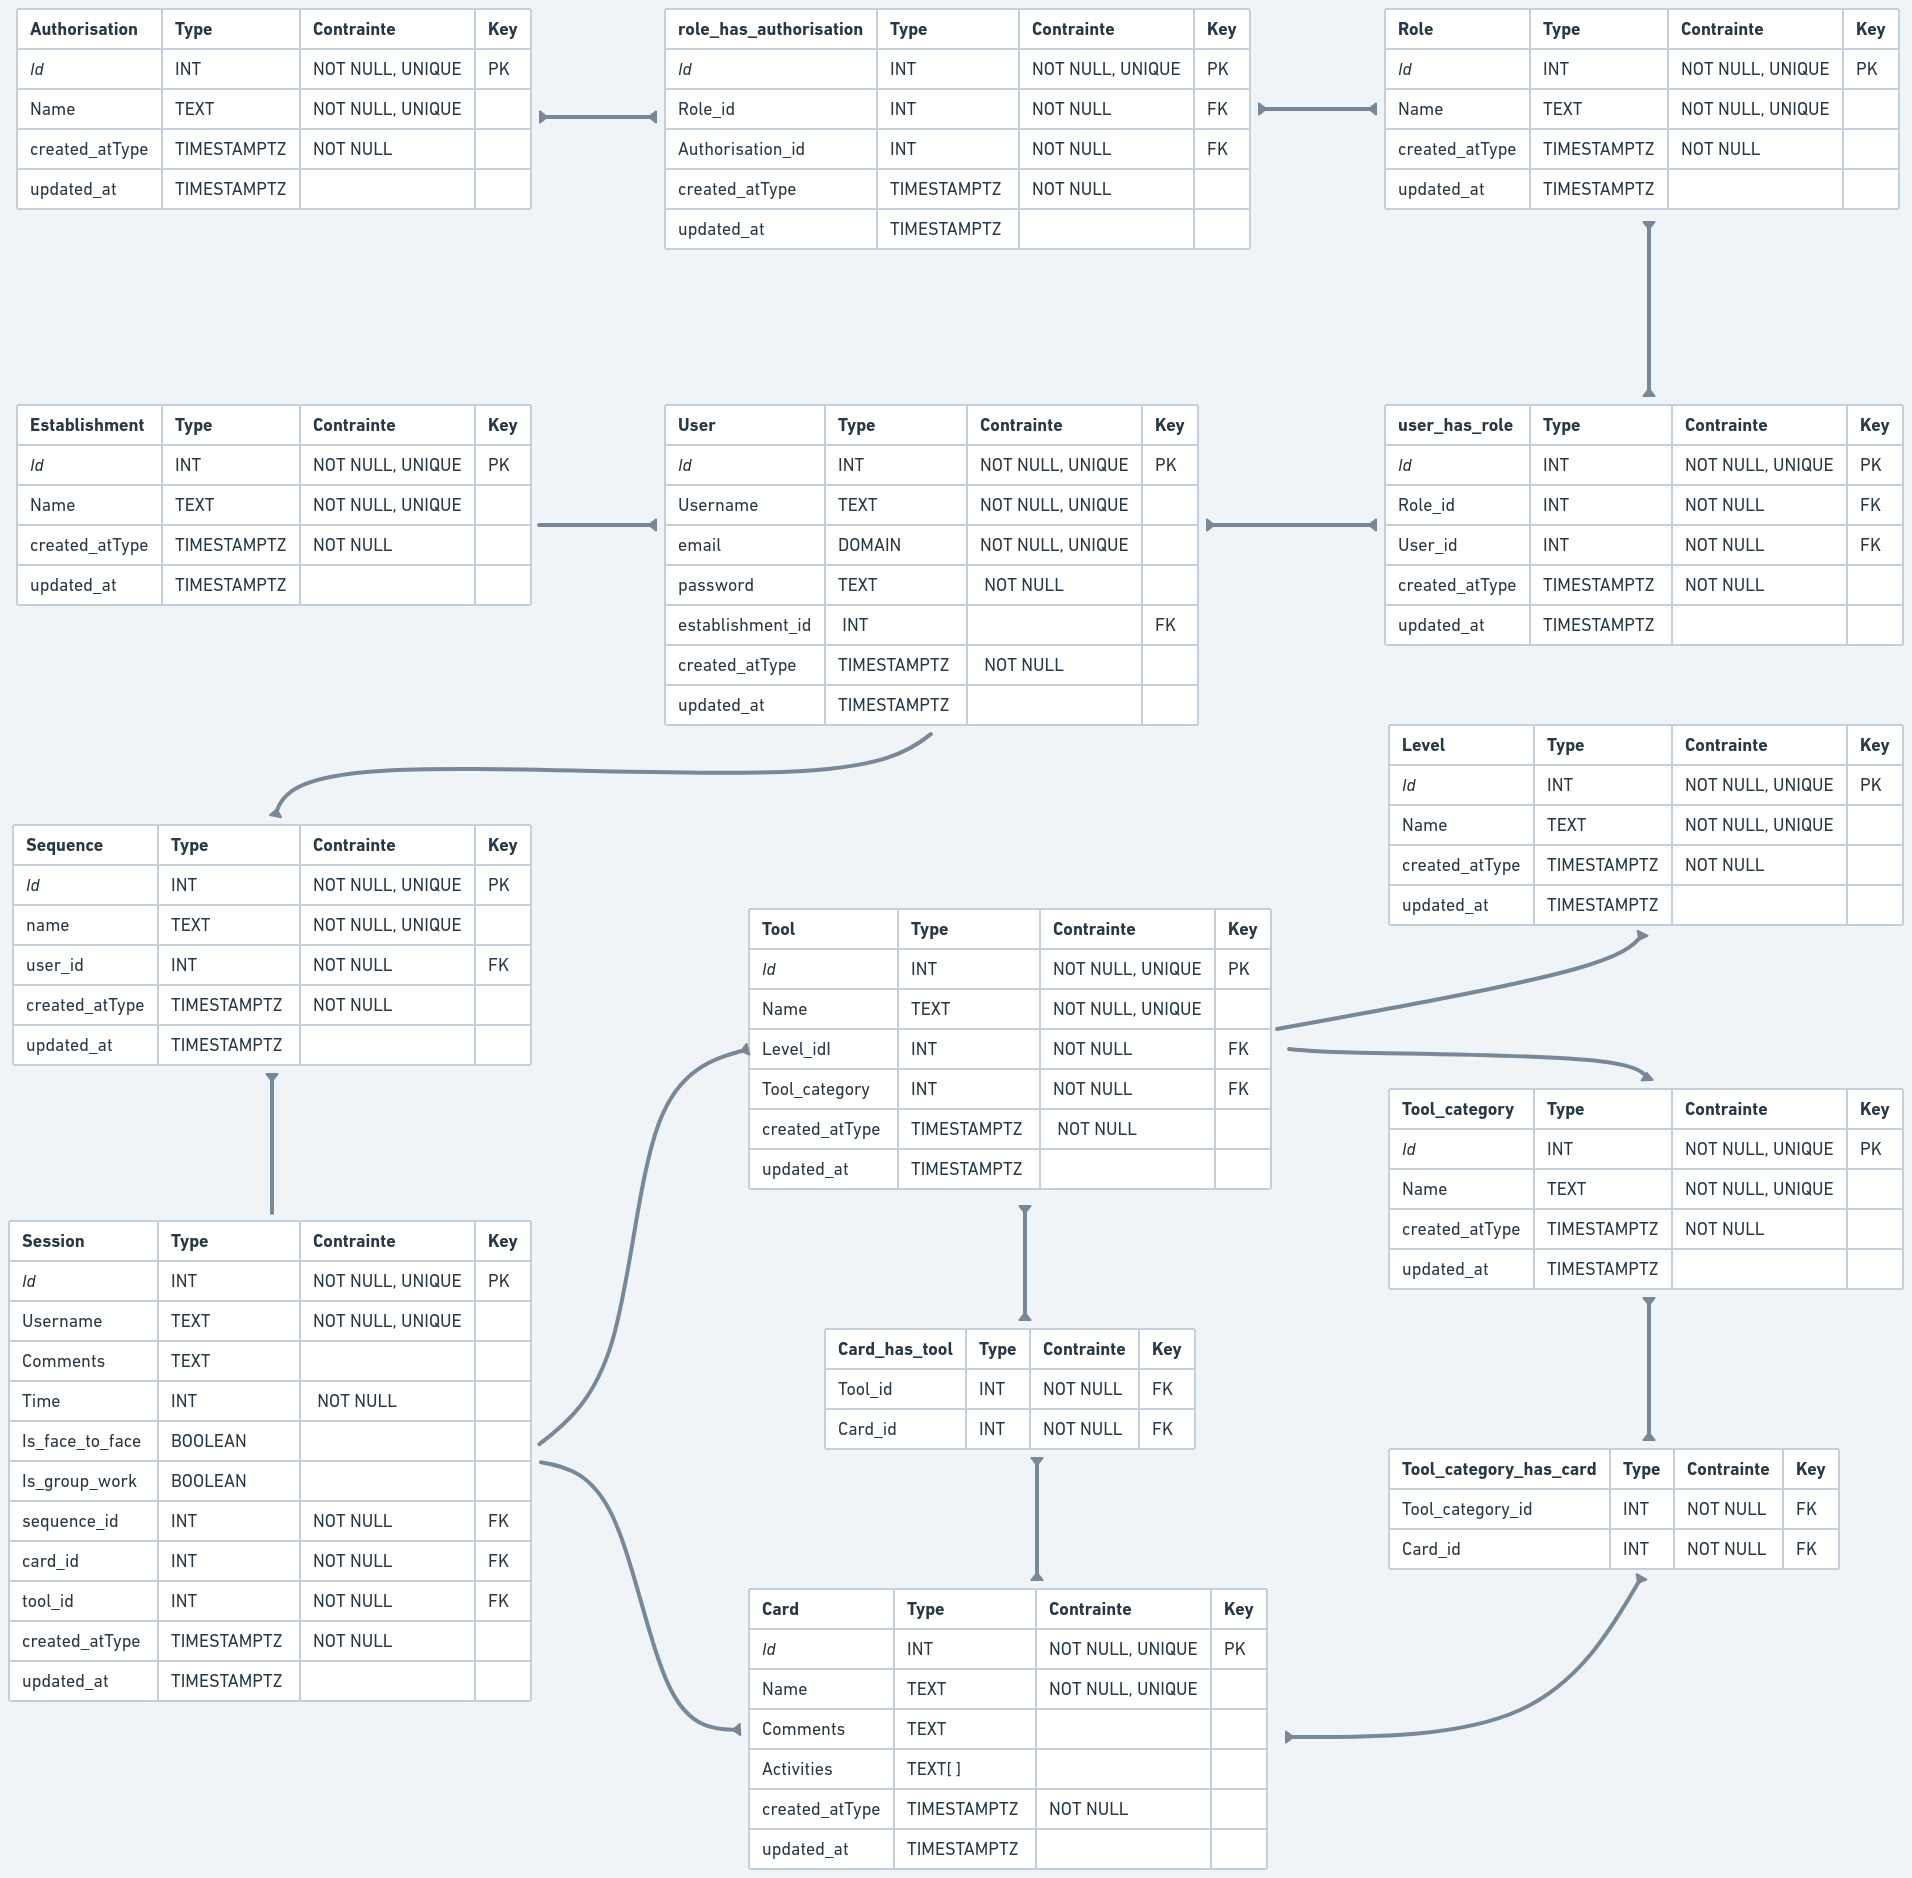 Authorisation Type Contrainte Key
Id INT NOT NULL, UNIQUE PK
Name TEXT NOT NULL, UNIQUE
created_atType TIMESTAMPTZ NOT NULL
updated_at TIMESTAMPTZ
role_has_authorisation Type Contrainte Key
Id INT NOT NULL, UNIQUE PK
Role_id INT NOT NULL FK
Authorisation_id INT NOT NULL FK
created_atType TIMESTAMPTZ NOT NULL
updated_at TIMESTAMPTZ
Role Type Contrainte Key
Id INT NOT NULL, UNIQUE PK
Name TEXT NOT NULL, UNIQUE
created_atType TIMESTAMPTZ NOT NULL
updated_at TIMESTAMPTZ
Establishment Type Contrainte Key
Id INT NOT NULL, UNIQUE PK
Name TEXT NOT NULL, UNIQUE
created_atType TIMESTAMPTZ NOT NULL
updated_at TIMESTAMPTZ
User Type Contrainte Key
Id INT NOT NULL, UNIQUE PK
Username TEXT NOT NULL, UNIQUE
email DOMAIN NOT NULL, UNIQUE
password TEXT NOT NULL
establishment_id INT FK
created_atType TIMESTAMPTZ NOT NULL
updated_at TIMESTAMPTZ
user_has_role Type Contrainte Key
Id INT NOT NULL, UNIQUE PK
Role_id INT NOT NULL FK
User_id INT NOT NULL FK
created_atType TIMESTAMPTZ NOT NULL
updated_at TIMESTAMPTZ
Level Type Contrainte Key
Id INT NOT NULL, UNIQUE PK
Name TEXT NOT NULL, UNIQUE
created_atType TIMESTAMPTZ NOT NULL
updated_at TIMESTAMPTZ
Sequence Type Contrainte Key
Id INT NOT NULL, UNIQUE PK
name TEXT NOT NULL, UNIQUE
user_id INT NOT NULL FK
created_atType TIMESTAMPTZ NOT NULL
updated_at TIMESTAMPTZ
Tool Type Contrainte Key
Id INT NOT NULL, UNIQUE PK
Name TEXT NOT NULL, UNIQUE
Level_idI INT NOT NULL FK
Tool_category INT NOT NULL FK
created_atType TIMESTAMPTZ NOT NULL
updated_at TIMESTAMPTZ
Tool_category Type Contrainte Key
Id INT NOT NULL, UNIQUE PK
Name TEXT NOT NULL, UNIQUE
created_atType TIMESTAMPTZ NOT NULL
updated_at TIMESTAMPTZ
Session Type Contrainte Key
Id INT NOT NULL, UNIQUE PK
Username TEXT NOT NULL, UNIQUE
Comments TEXT
Time INT NOT NULL
Is_face_to_face BOOLEAN
Is_group_work BOOLEAN
sequence_id INT NOT NULL FK
card_id INT NOT NULL FK
tool_id INT NOT NULL FK
created_atType TIMESTAMPTZ NOT NULL
updated_at TIMESTAMPTZ
Card_has_tool Type Contrainte Key
Tool_id INT NOT NULL FK
Card_id INT NOT NULL FK
Tool_category_has_card Type Contrainte Key
Tool_category_id INT NOT NULL FK
Card_id INT NOT NULL FK
Card Type Contrainte Key
Id INT NOT NULL, UNIQUE PK
Name TEXT NOT NULL, UNIQUE
Comments TEXT
Activities TEXT[ ]
created_atType TIMESTAMPTZ NOT NULL
updated_at TIMESTAMPTZ